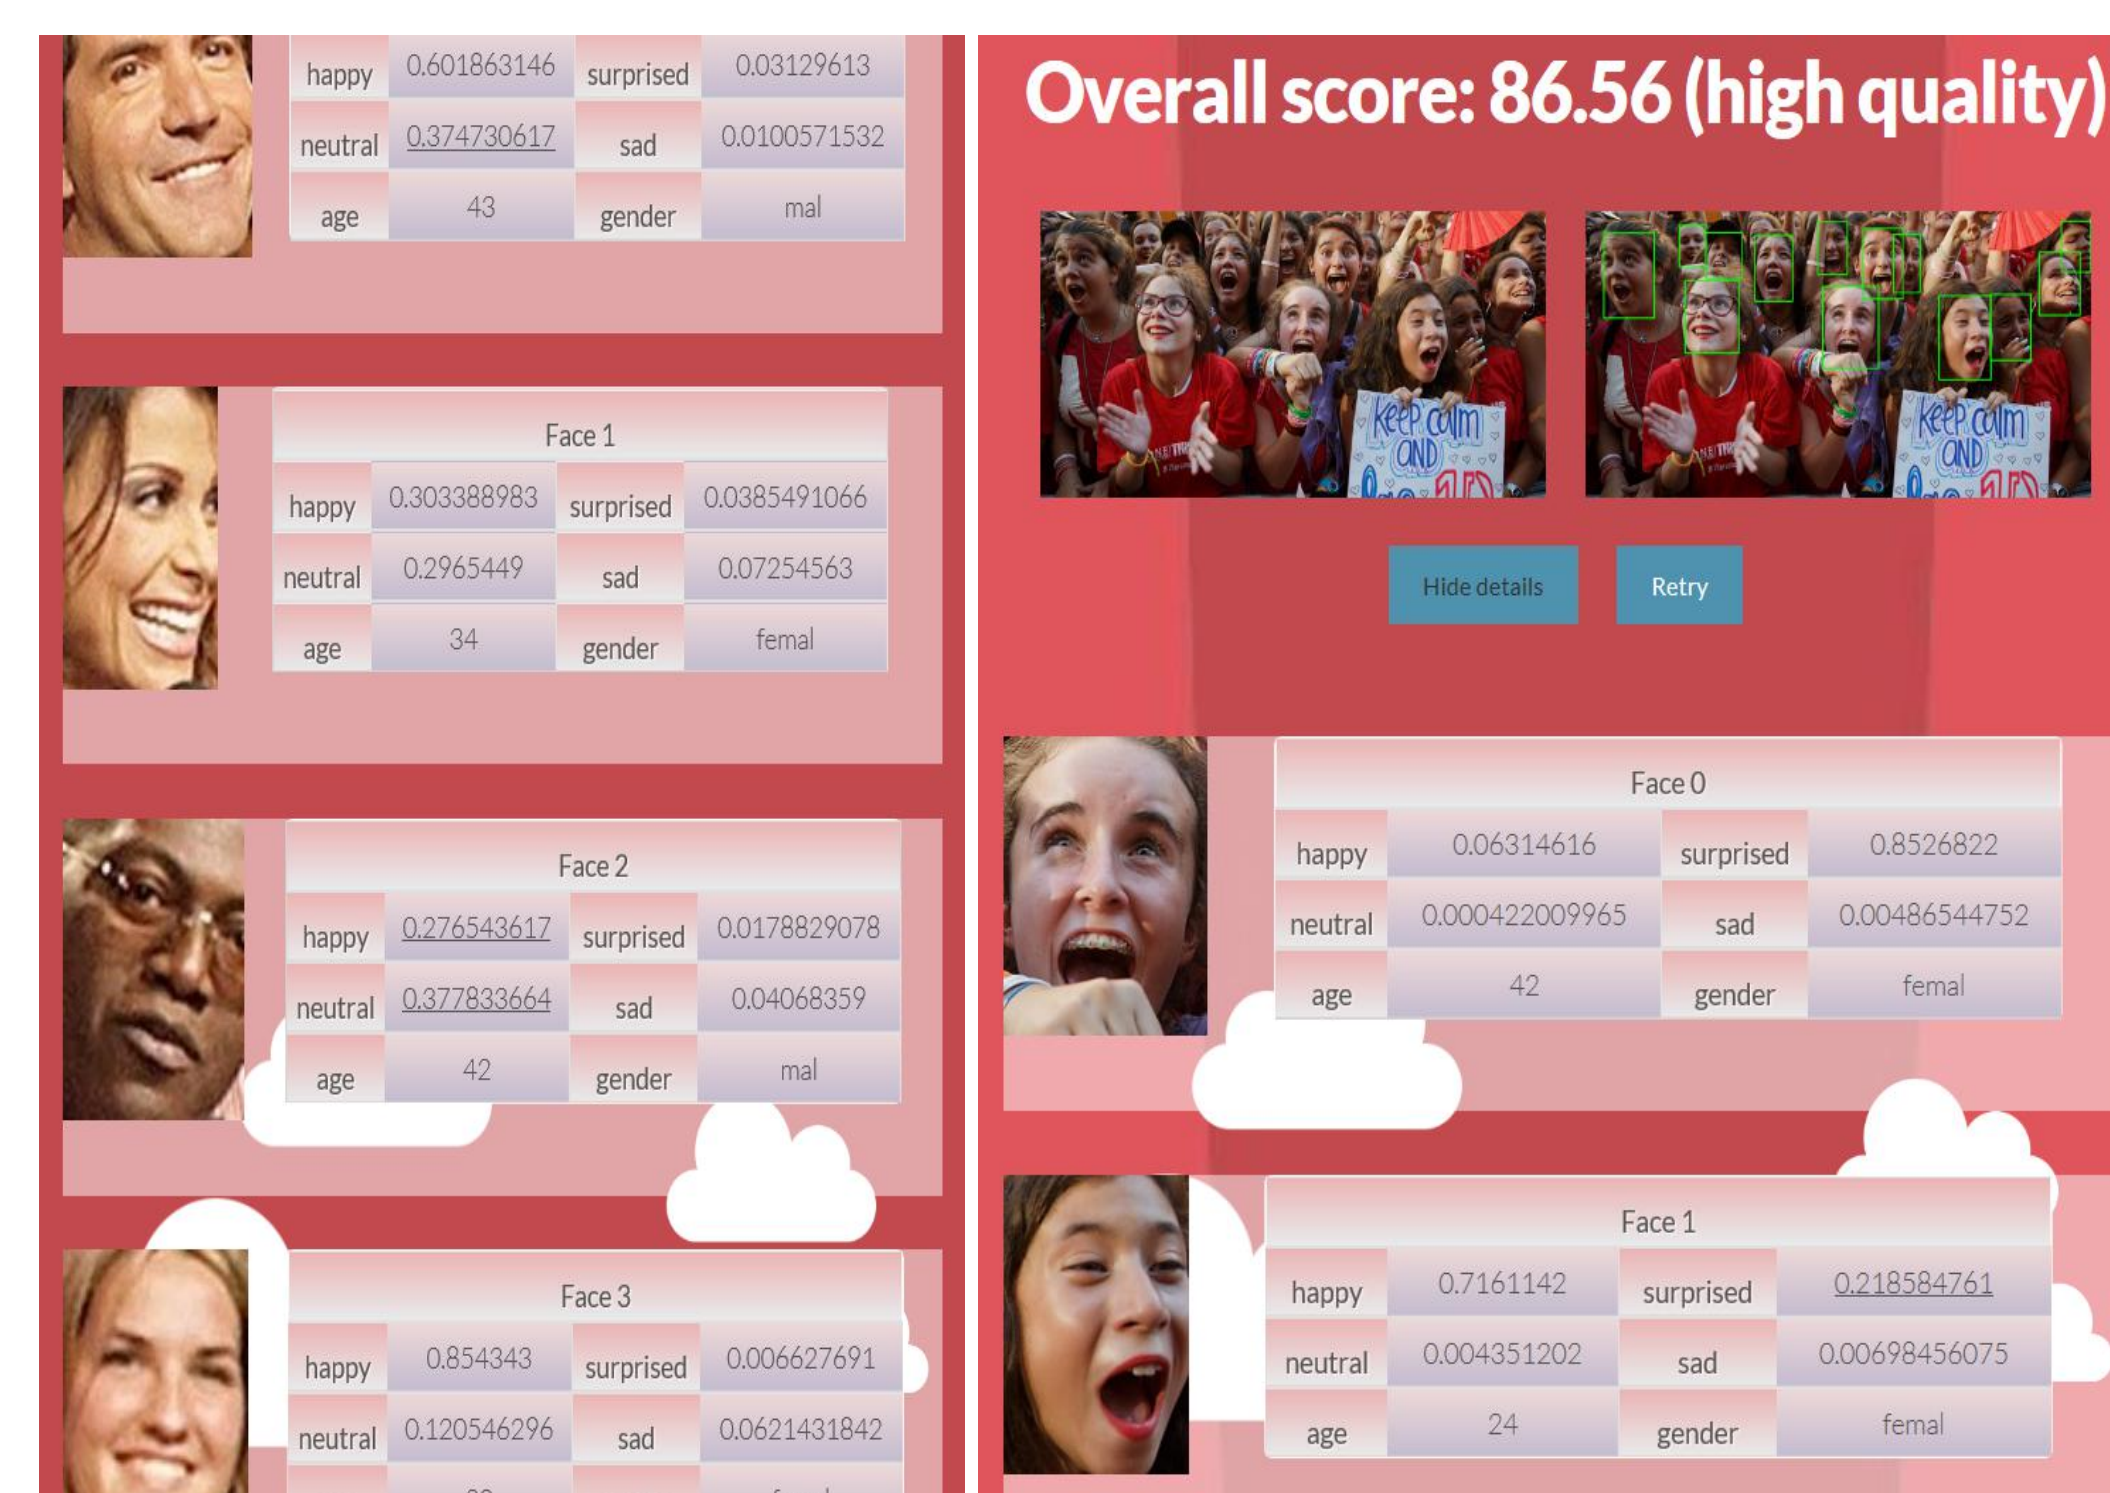 happy 0.601863146 surprised 0.03129613
neutral 0.374730617 sad 0.0100571532
age 43 gender mal
Face 1
happy 0.303388983 surprised 0.0385491066
neutral 0.2965449 sad 0.07254563
age 34 gender femal
Face 2
happy 0.276543617 surprised 0.0178829078
neutral 0.377833664 sad 0.04068359
age 42 gender mal
Face 3
happy 0.854343 surprised 0.006627691
neutral 0.120546296 sad 0.0621431842
Overall score: 86.56 (high quality)
KEEP calm
AND
KEEP calm
AND
Hide details Retry
Face 0
happy 0.06314616 surprised 0.8526822
neutral 0.000422009965 sad 0.00486544752
age 42 gender femal
Face 1
happy 0.7161142 surprised 0.218584761
neutral 0.004351202 sad 0.00698456075
age 24 gender femal